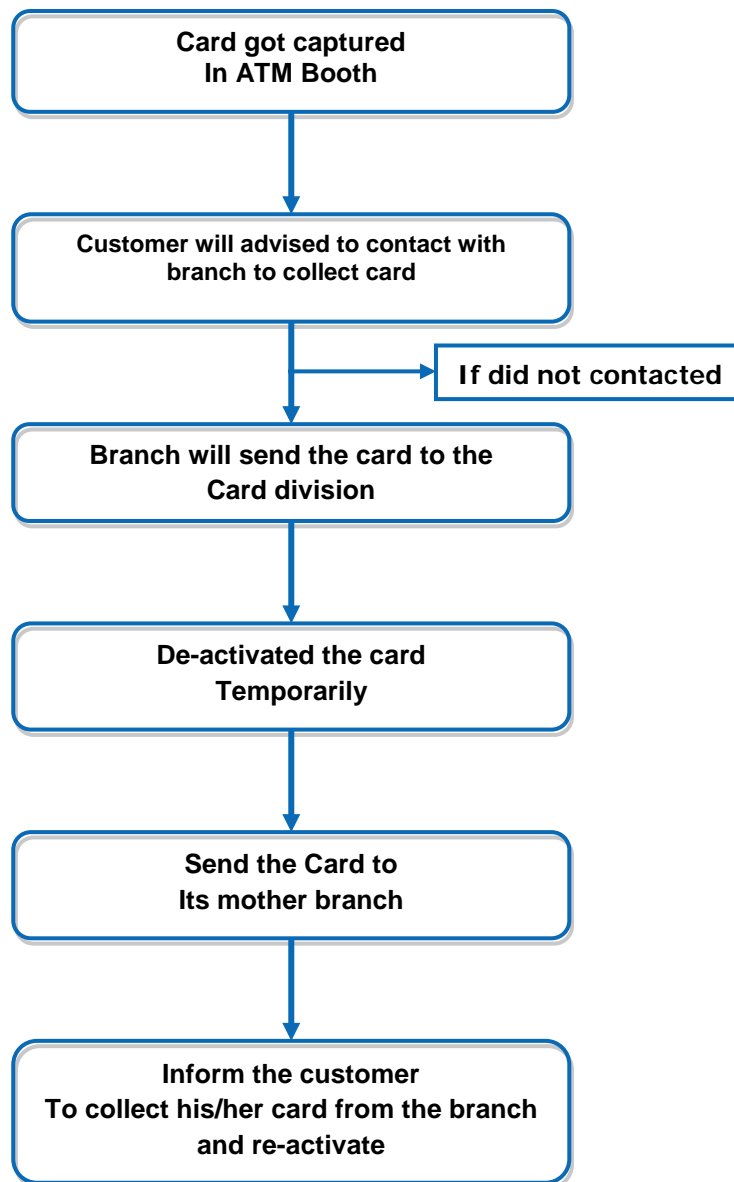 Card got captured
In ATM Booth
Customer will advised to contact with
branch to collect card
If did not contacted
Branch will send the card to the
Card division
De-activated the card
Temporarily
Send the Card to
Its mother branch
Inform the customer
To collect his/her card from the branch
and re-activate